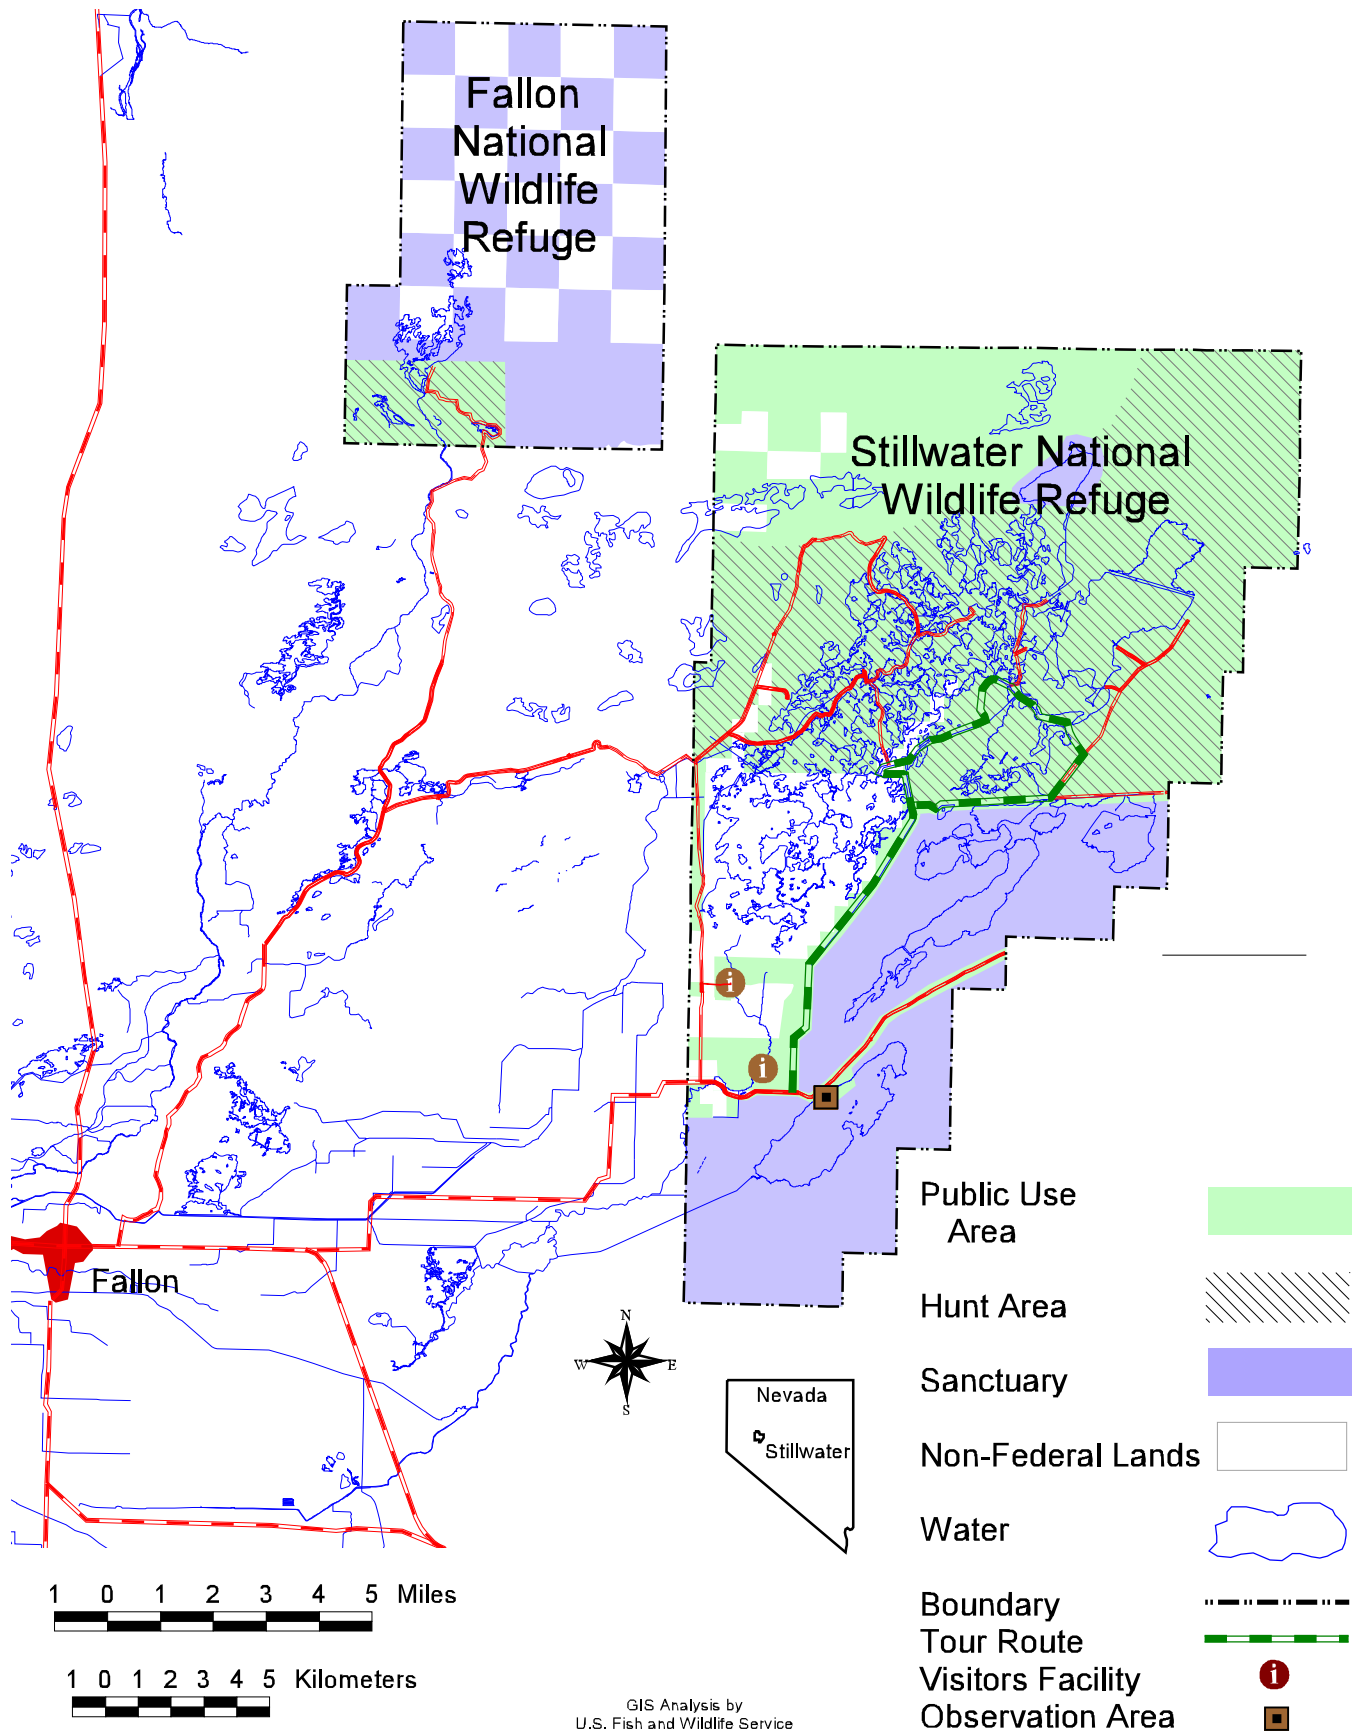 Fallon
National
Wildlife
Refuge
Stillwater National
Wildlife Refuge
i
i
Fallon
N
W E
S
Nevada
Stillwater
Public Use
Area
Hunt Area
Sanctuary
Non-Federal Lands
Water
Boundary
Tour Route
Visitors Facility i
Observation Area
1 0 1 2 3 4 5 Miles
1 0 1 2 3 4 5 Kilometers
GIS Analysis by
U.S. Fish and Wildlife Service